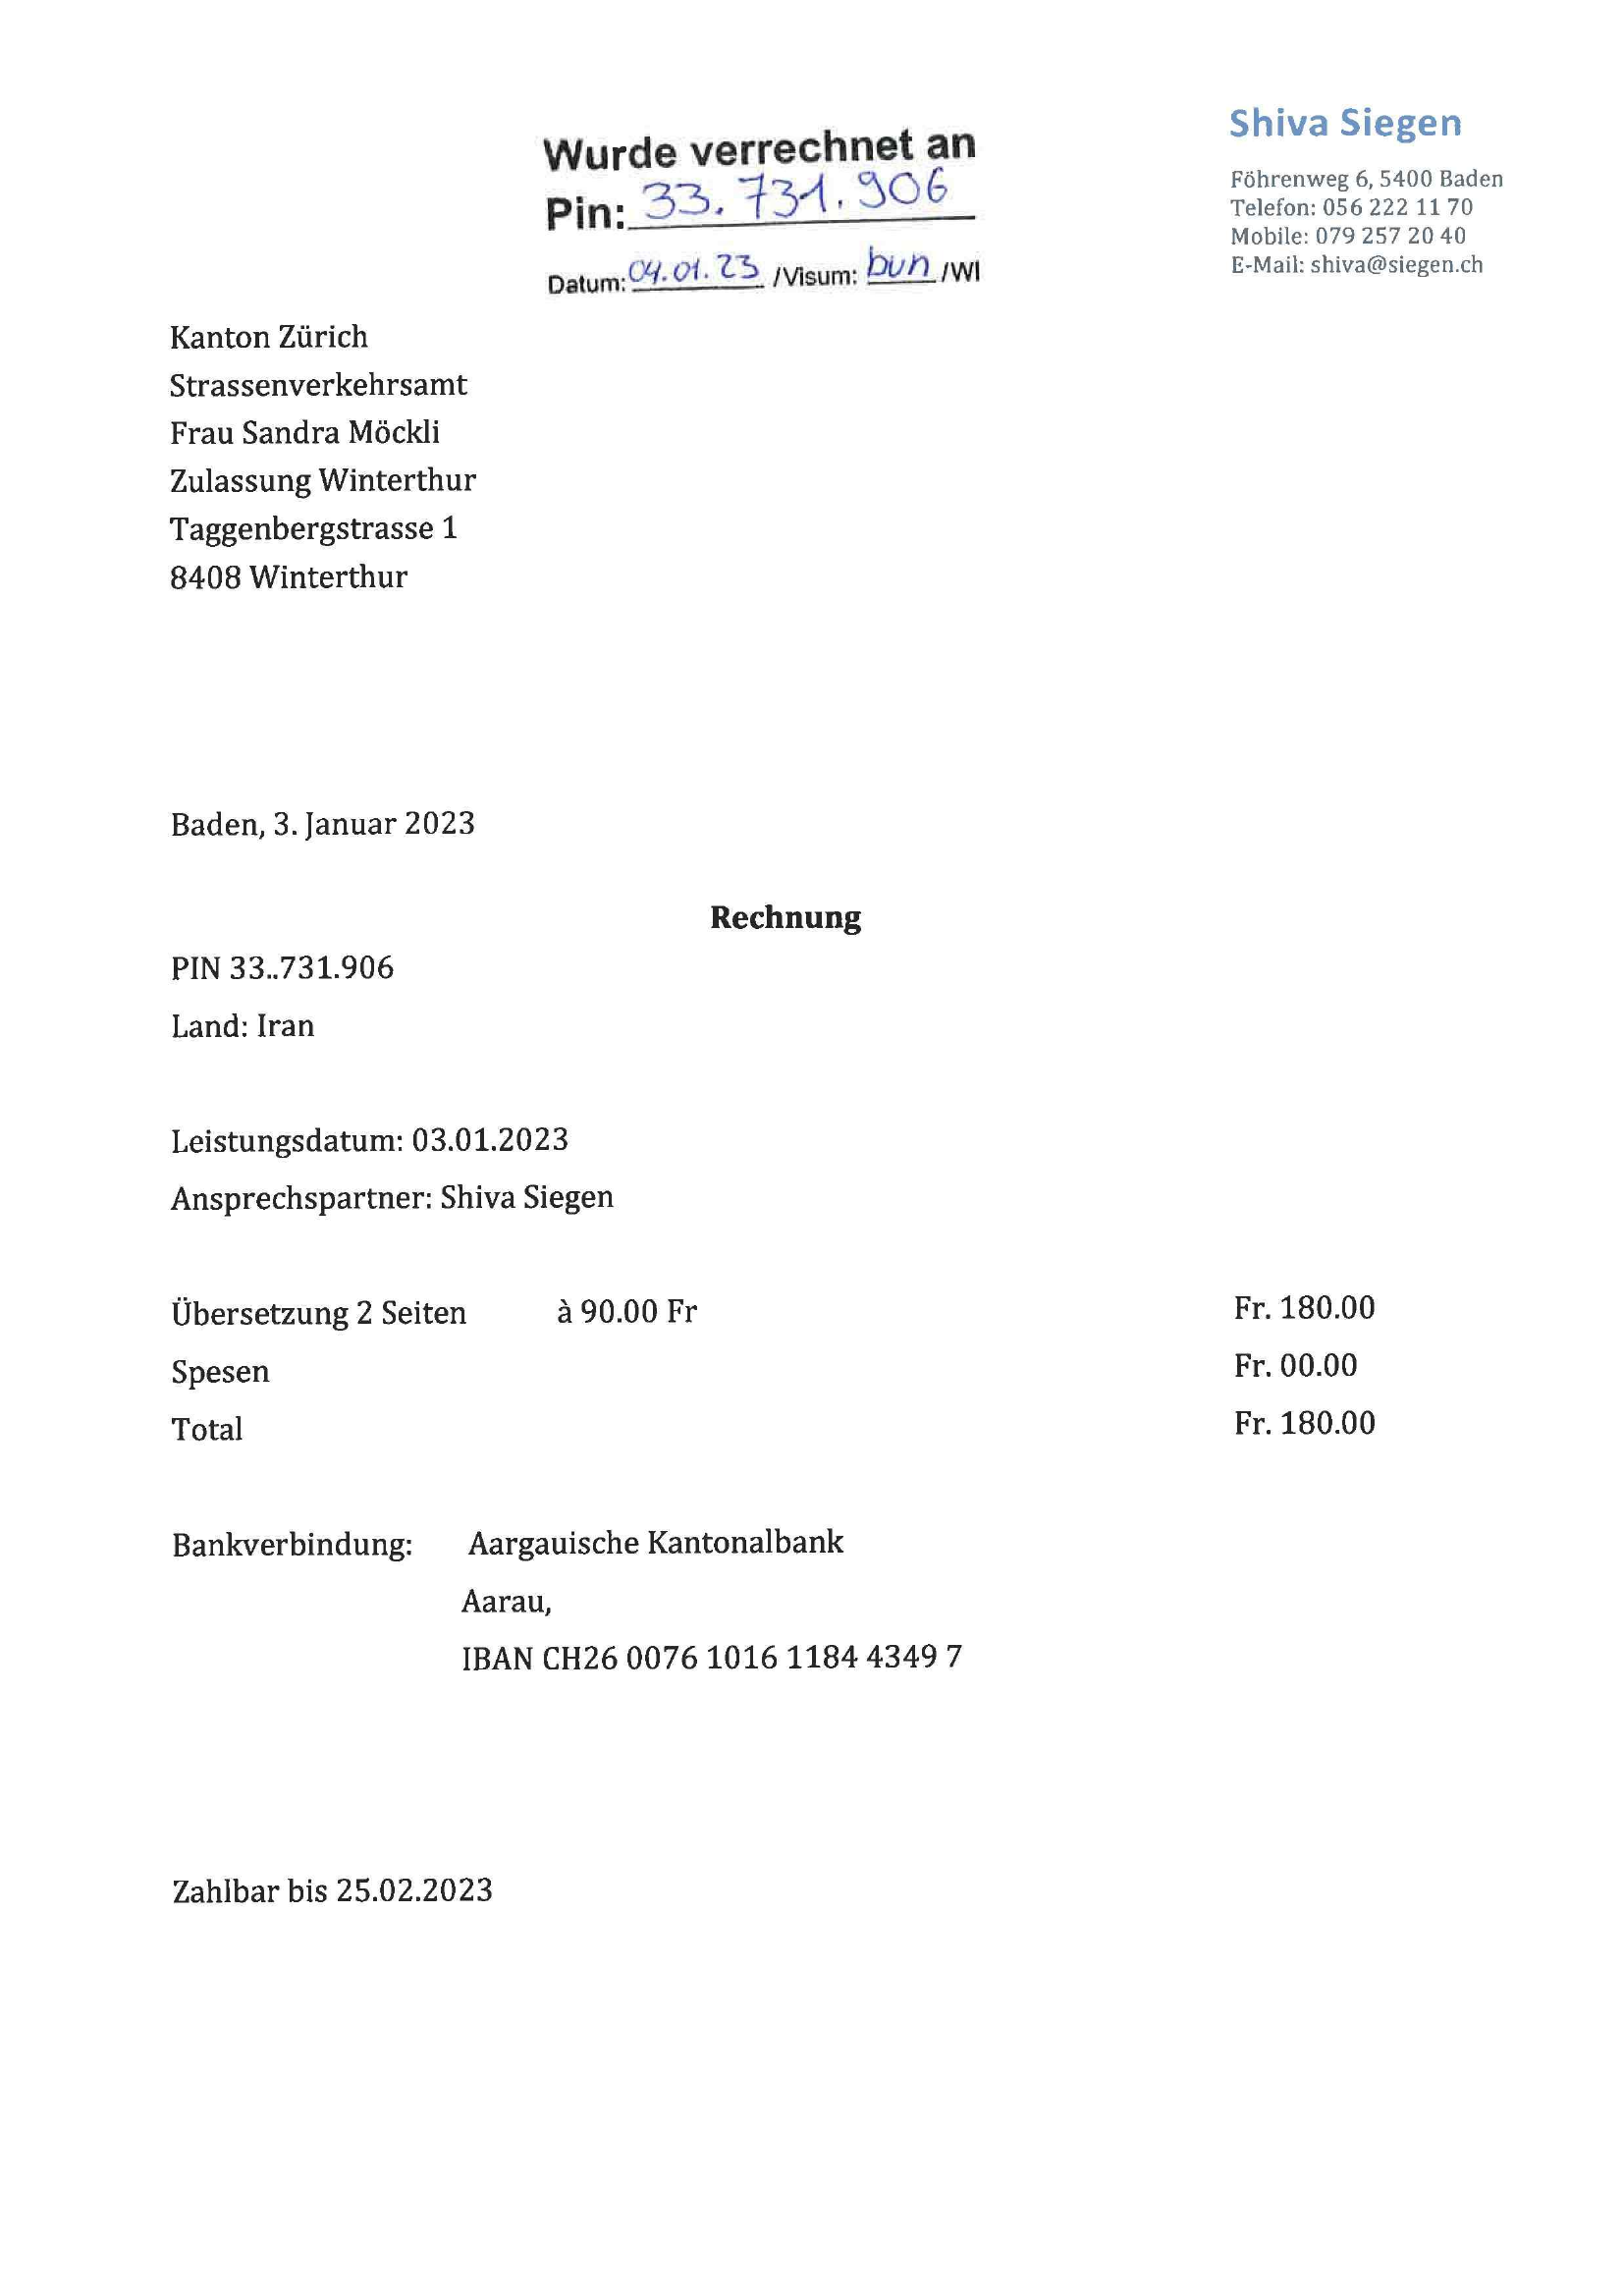 Shiva Siegen
Föhrenweg 6, 5400 Baden
Telefon: 056 222 11 70
Mobile: 079 257 20 40
E-Mail: shiva@siegen.ch
Wurde verrechnet an
Pin: 33.731.906
Datum: 04.01.23 /Visum: bun /WI
Kanton Zürich
Strassenverkehrsamt
Frau Sandra Möckli
Zulassung Winterthur
Taggenbergstrasse 1
8408 Winterthur
Baden, 3. Januar 2023
Rechnung
PIN 33..731.906
Land: Iran
Leistungsdatum: 03.01.2023
Ansprechspartner: Shiva Siegen
Übersetzung 2 Seiten à 90.00 Fr Fr. 180.00
Spesen Fr. 00.00
Total Fr. 180.00
Bankverbindung: Aargauische Kantonalbank
Aarau,
IBAN CH26 0076 1016 1184 4349 7
Zahlbar bis 25.02.2023